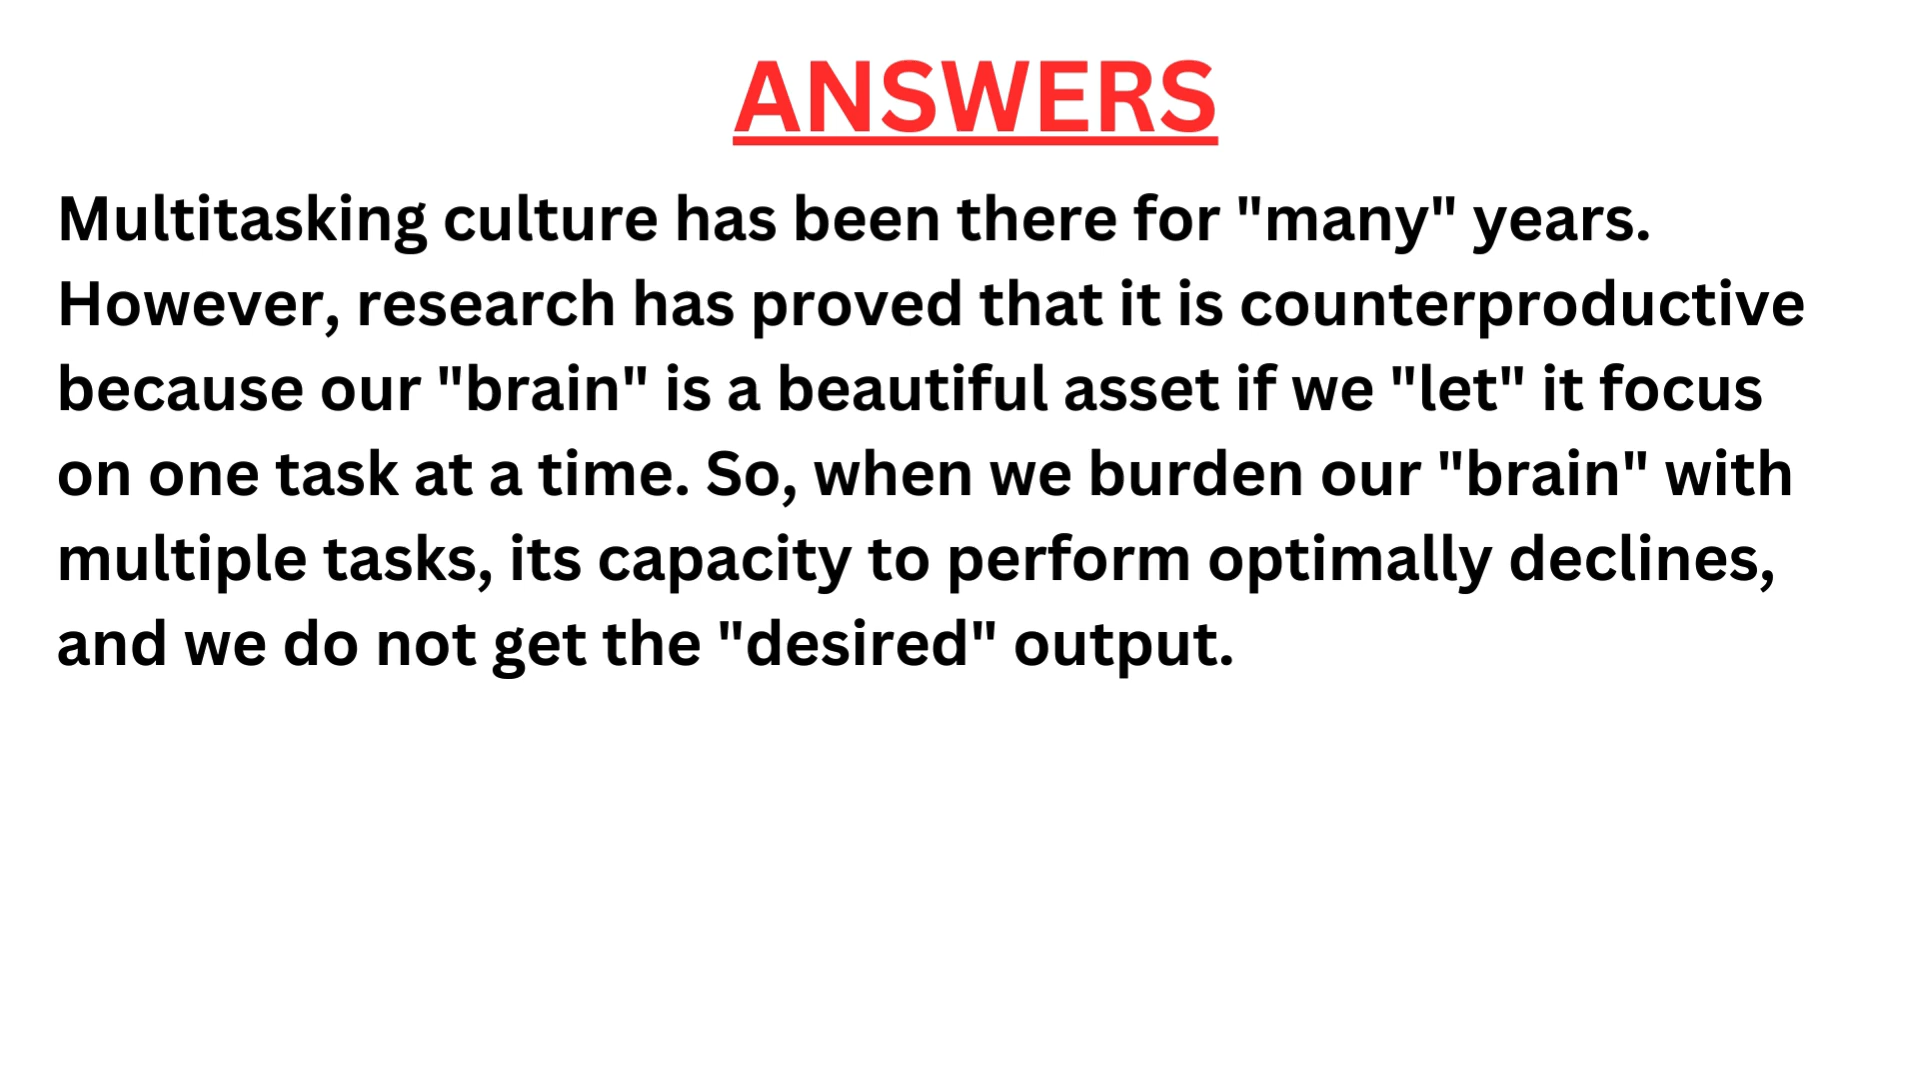 ANSWERS
Multitasking culture has been there for "many" years.
However, research has proved that it is counterproductive
because our "brain" is a beautiful asset if we "let" it focus
on one task at a time. So, when we burden our "brain" with
multiple tasks, its capacity to perform optimally declines,
and we do not get the "desired" output.